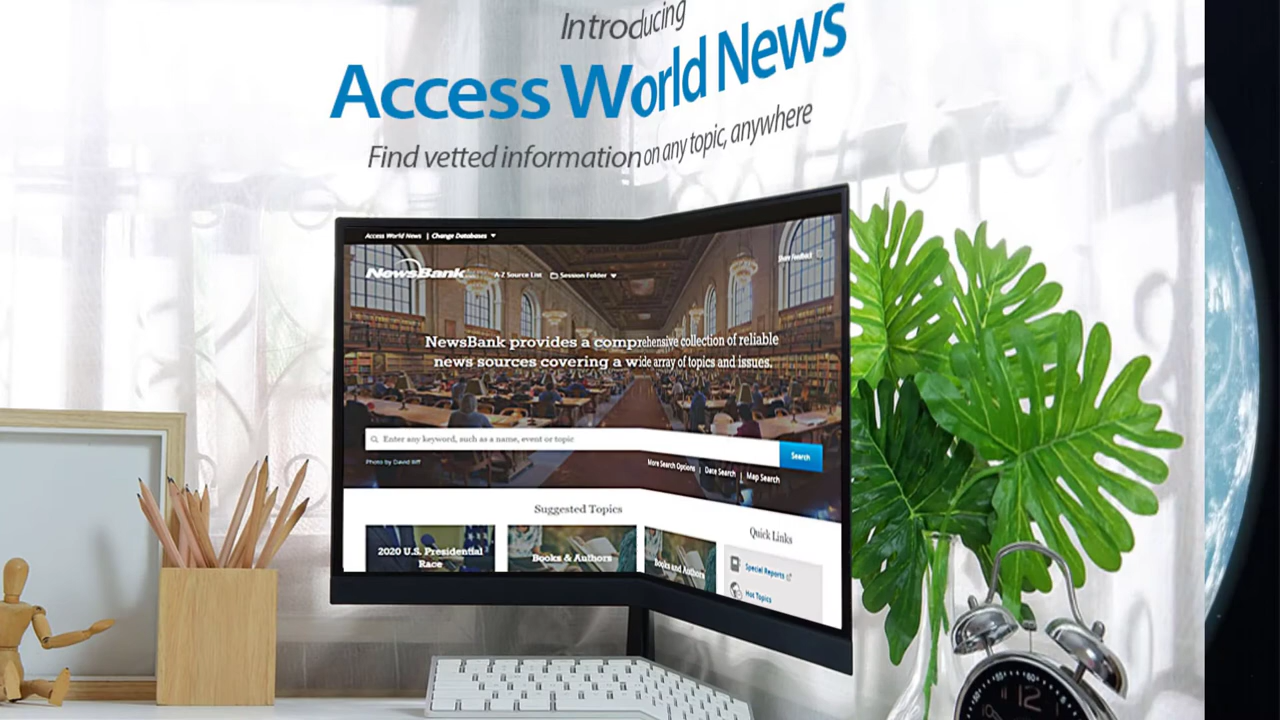 Introducing
Access World News
Find vetted information on any topic, anywhere
Access World News | Change Databases
Share Feedback
NewsBank
A-Z Source List
Session Folder
NewsBank provides a comprehensive collection of reliable
news sources covering a wide array of topics and issues.
Enter any keyword, such as a name, event or topic
Search
Photo by David Iliff
More Search Options | Date Search | Map Search
Suggested Topics
Quick Links
2020 U.S. Presidential
Race
Books & Authors
Books and Authors
Special Reports
Hot Topics
12